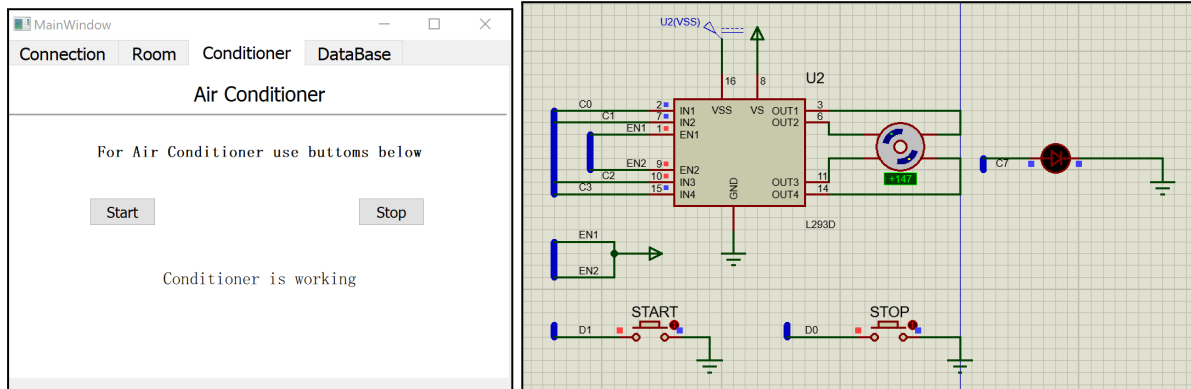 MainWindow
Connection Room Conditioner DataBase
Air Conditioner
For Air Conditioner use buttoms below
Start Stop
Conditioner is working
U2(VSS)
16 8 U2
C0 2 IN1 VSS VS OUT1 3
C1 7 IN2 OUT2 6
EN1 1 EN1
EN2 9 EN2
C2 10 IN3 GND OUT3 11
C3 15 IN4 OUT4 14
+147
C7
L293D
EN1
EN2
START STOP
D1 D0